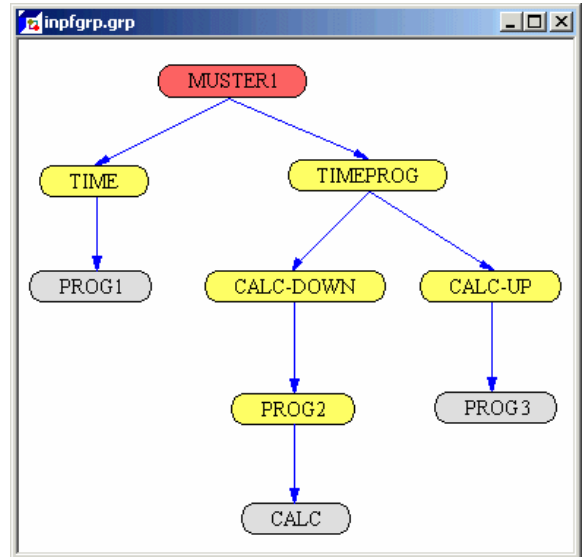 inpfgrp.grp
MUSTER1
TIME
TIMEPROG
PROG1
CALC-DOWN
CALC-UP
PROG2
PROG3
CALC